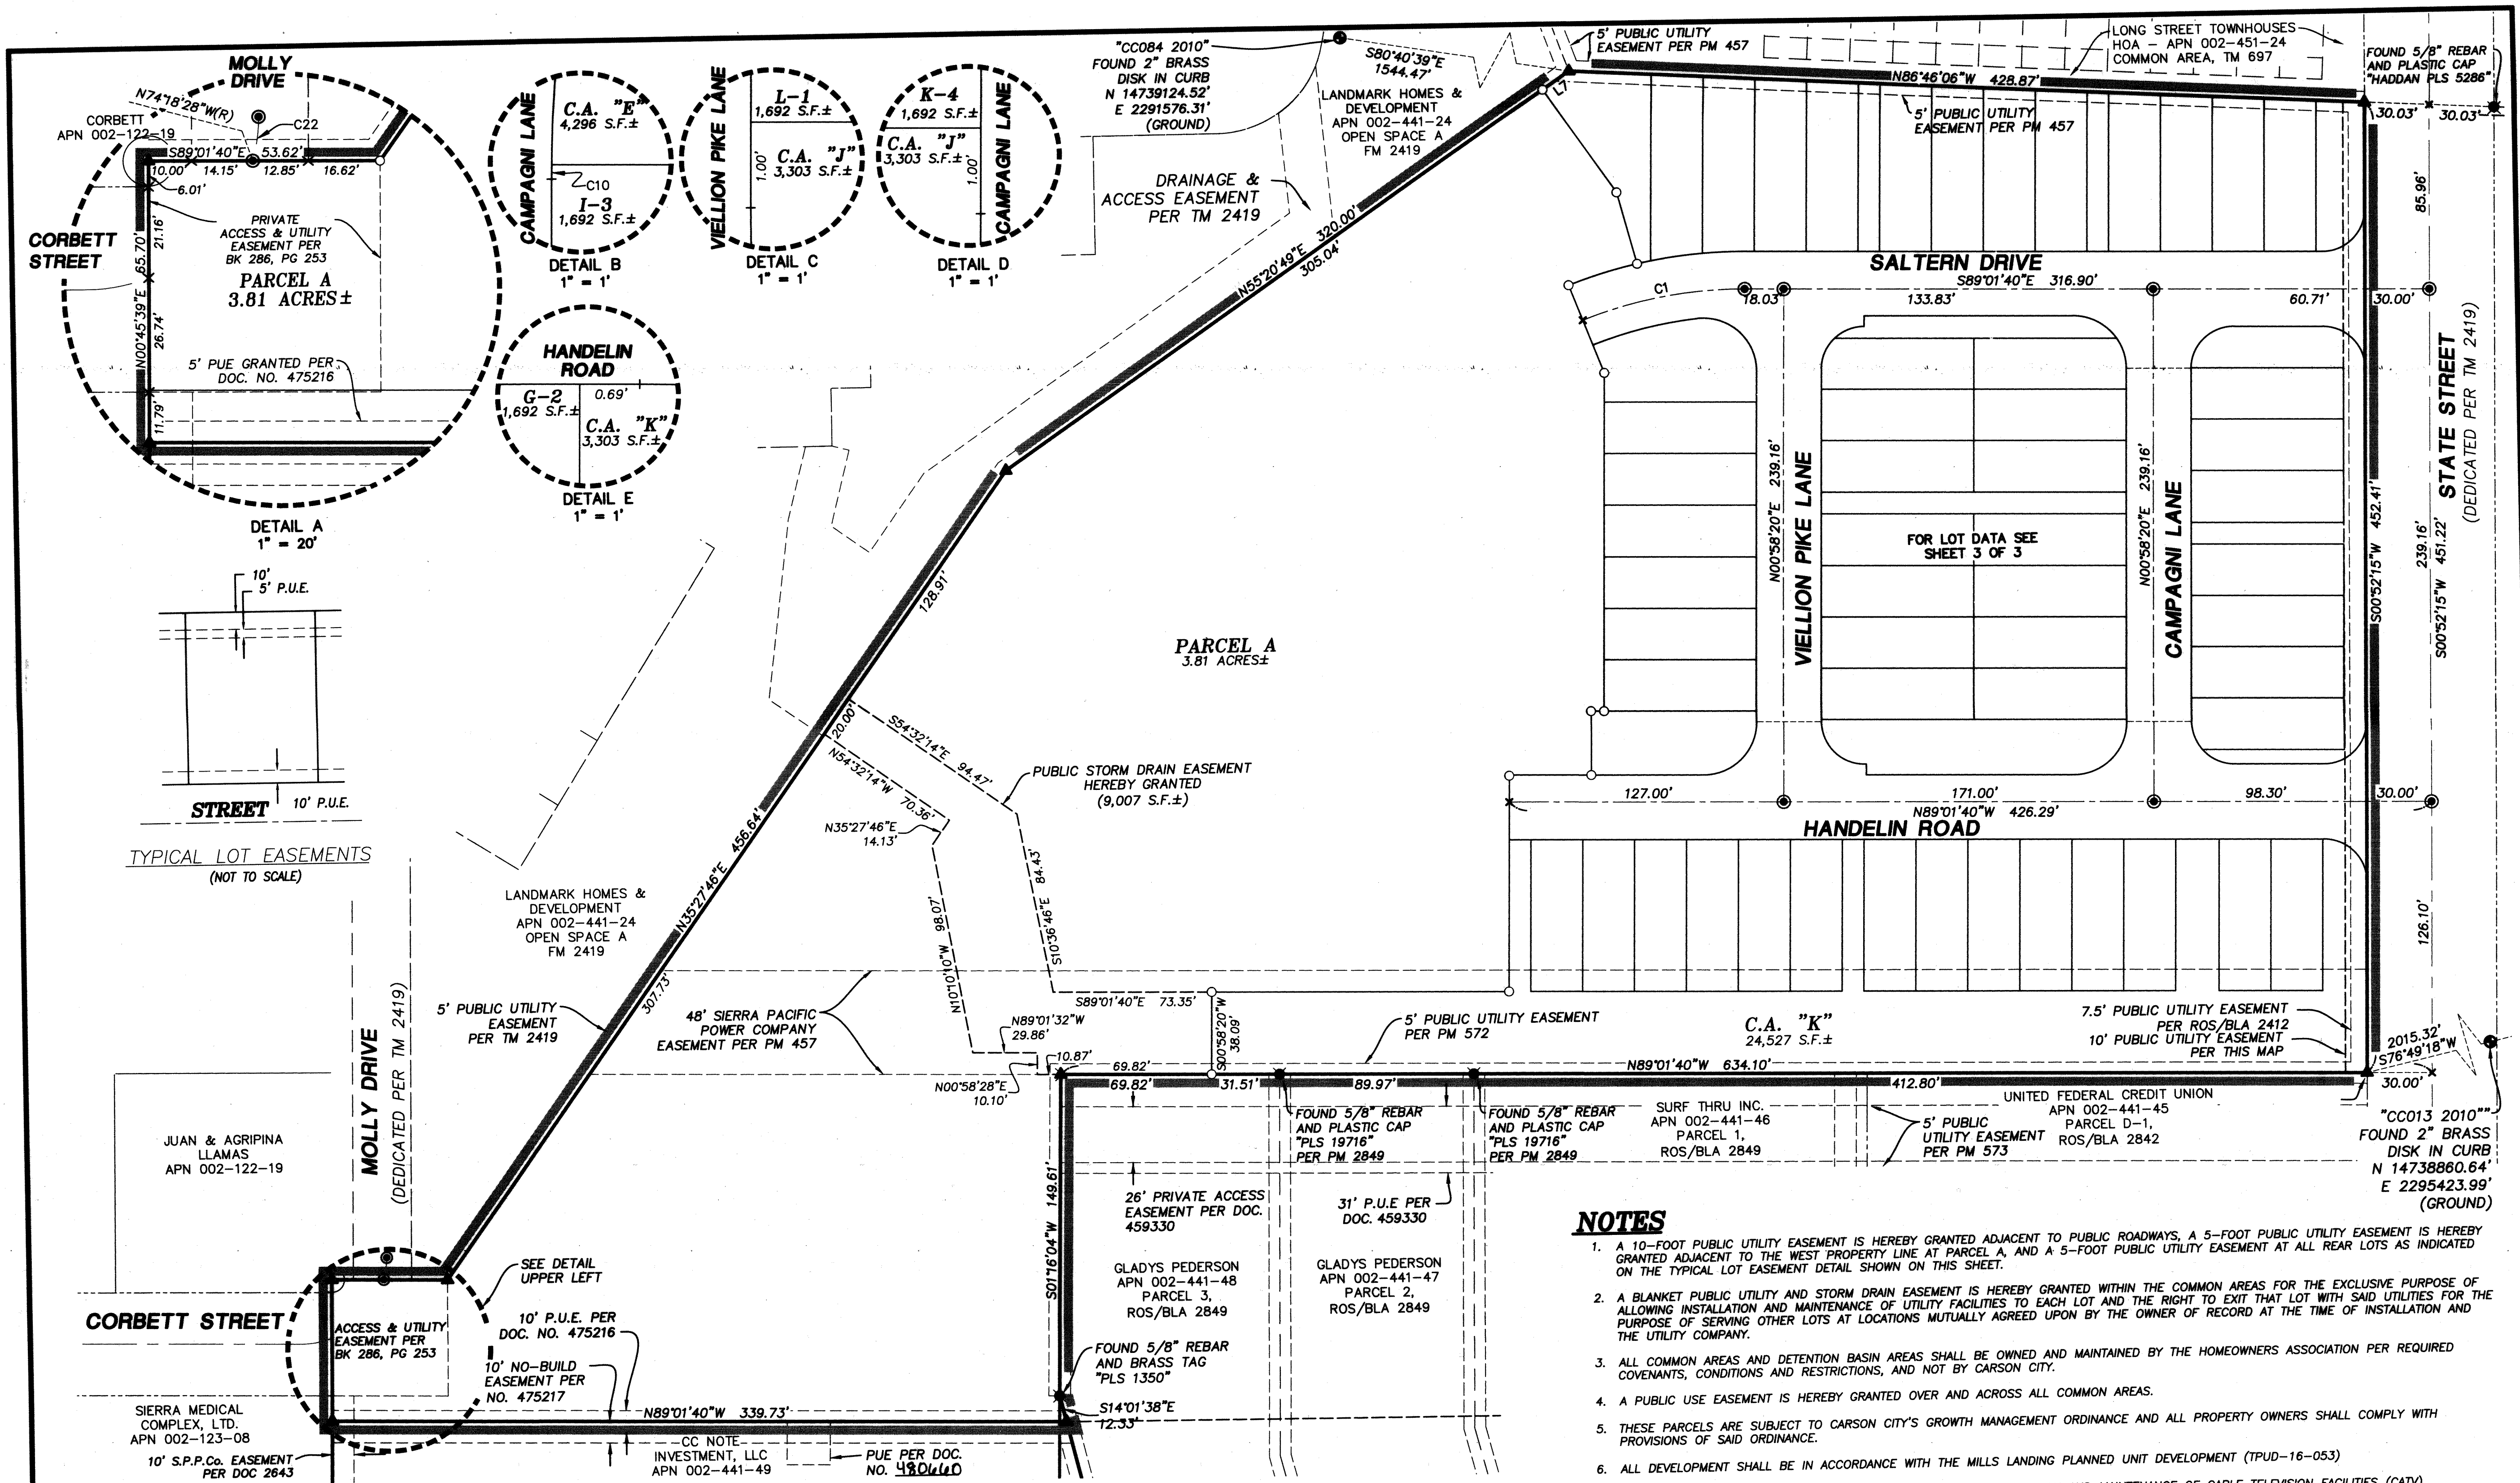 MOLLY
DRIVE
N74°18'28"W(R)
CORBETT
APN 002-122-19
C22
S89°01'40"E 53.62'
10.00' 14.15' 12.85' 16.62'
6.01'
21.16'
N00°45'39"E 65.70'
26.74'
11.79'
PRIVATE
ACCESS & UTILITY
EASEMENT PER
BK 286, PG 253
PARCEL A
3.81 ACRES±
CORBETT
STREET
5' PUE GRANTED PER
DOC. NO. 475216
DETAIL A
1" = 20'
CAMPAGNI LANE
C.A. "E"
4,296 S.F.±
C10
I-3
1,692 S.F.±
DETAIL B
1" = 1'
VIELLION PIKE LANE
L-1
1,692 S.F.±
1.00'
C.A. "J"
3,303 S.F.±
DETAIL C
1" = 1'
K-4
1,692 S.F.±
C.A. "J"
3,303 S.F.±
1.00'
CAMPAGNI LANE
DETAIL D
1" = 1'
HANDELIN
ROAD
G-2
1,692 S.F.±
0.69'
C.A. "K"
3,303 S.F.±
DETAIL E
1" = 1'
"CC084 2010"
FOUND 2" BRASS
DISK IN CURB
N 14739124.52'
E 2291576.31'
(GROUND)
S80°40'39"E
1544.47'
LANDMARK HOMES &
DEVELOPMENT
APN 002-441-24
OPEN SPACE A
FM 2419
DRAINAGE &
ACCESS EASEMENT
PER TM 2419
5' PUBLIC UTILITY
EASEMENT PER PM 457
LONG STREET TOWNHOUSES
HOA - APN 002-451-24
COMMON AREA, TM 697
FOUND 5/8" REBAR
AND PLASTIC CAP
"HADDAN PLS 5286"
N86°46'06"W 428.87'
L7
5' PUBLIC UTILITY
EASEMENT PER PM 457
30.03' 30.03'
85.96'
N55°20'49"E 320.00'
305.04'
SALTERN DRIVE
S89°01'40"E 316.90'
C1
18.03' 133.83' 60.71' 30.00'
STATE STREET
(DEDICATED PER TM 2419)
S00°52'15"W 452.41'
239.16'
S00°52'15"W 451.22'
N00°58'20"E 239.16'
VIELLION PIKE LANE
FOR LOT DATA SEE
SHEET 3 OF 3
N00°58'20"E 239.16'
CAMPAGNI LANE
128.91'
PARCEL A
3.81 ACRES±
10'
5' P.U.E.
STREET
10' P.U.E.
TYPICAL LOT EASEMENTS
(NOT TO SCALE)
20.00'
S54°32'14"E 94.47'
N54°32'14"W 70.36'
PUBLIC STORM DRAIN EASEMENT
HEREBY GRANTED
(9,007 S.F.±)
N35°27'46"E
14.13'
N35°27'46"E 456.64'
307.73'
S10°36'46"E 84.43'
N10°10'10"W 98.07'
127.00' 171.00' 98.30' 30.00'
N89°01'40"W 426.29'
HANDELIN ROAD
126.10'
LANDMARK HOMES &
DEVELOPMENT
APN 002-441-24
OPEN SPACE A
FM 2419
5' PUBLIC UTILITY
EASEMENT
PER TM 2419
48' SIERRA PACIFIC
POWER COMPANY
EASEMENT PER PM 457
S89°01'40"E 73.35'
N89°01'32"W
29.86'
S00°58'20"W
38.09'
5' PUBLIC UTILITY EASEMENT
PER PM 572
C.A. "K"
24,527 S.F.±
7.5' PUBLIC UTILITY EASEMENT
PER ROS/BLA 2412
10' PUBLIC UTILITY EASEMENT
PER THIS MAP
2015.32'
S76°49'18"W
N00°58'28"E
10.10'
10.87'
69.82'
N89°01'40"W 634.10'
69.82' 31.51' 89.97' 412.80' 30.00'
MOLLY DRIVE
(DEDICATED PER TM 2419)
JUAN & AGRIPINA
LLAMAS
APN 002-122-19
FOUND 5/8" REBAR
AND PLASTIC CAP
"PLS 19716"
PER PM 2849
FOUND 5/8" REBAR
AND PLASTIC CAP
"PLS 19716"
PER PM 2849
SURF THRU INC.
APN 002-441-46
PARCEL 1,
ROS/BLA 2849
5' PUBLIC
UTILITY EASEMENT
PER PM 573
UNITED FEDERAL CREDIT UNION
APN 002-441-45
PARCEL D-1,
ROS/BLA 2842
"CC013 2010""
FOUND 2" BRASS
DISK IN CURB
N 14738860.64'
E 2295423.99'
(GROUND)
26' PRIVATE ACCESS
EASEMENT PER DOC.
459330
31' P.U.E PER
DOC. 459330
S01°16'04"W 149.61'
GLADYS PEDERSON
APN 002-441-48
PARCEL 3,
ROS/BLA 2849
GLADYS PEDERSON
APN 002-441-47
PARCEL 2,
ROS/BLA 2849
FOUND 5/8" REBAR
AND BRASS TAG
"PLS 1350"
S14°01'38"E
12.33'
SEE DETAIL
UPPER LEFT
CORBETT STREET
ACCESS & UTILITY
EASEMENT PER
BK 286, PG 253
10' P.U.E. PER
DOC. NO. 475216
10' NO-BUILD
EASEMENT PER
NO. 475217
N89°01'40"W 339.73'
SIERRA MEDICAL
COMPLEX, LTD.
APN 002-123-08
10' S.P.P.Co. EASEMENT
PER DOC 2643
CC NOTE
INVESTMENT, LLC
APN 002-441-49
PUE PER DOC.
NO. 480660
NOTES
1. A 10-FOOT PUBLIC UTILITY EASEMENT IS HEREBY GRANTED ADJACENT TO PUBLIC ROADWAYS, A 5-FOOT PUBLIC UTILITY EASEMENT IS HEREBY
GRANTED ADJACENT TO THE WEST PROPERTY LINE AT PARCEL A, AND A 5-FOOT PUBLIC UTILITY EASEMENT AT ALL REAR LOTS AS INDICATED
ON THE TYPICAL LOT EASEMENT DETAIL SHOWN ON THIS SHEET.
2. A BLANKET PUBLIC UTILITY AND STORM DRAIN EASEMENT IS HEREBY GRANTED WITHIN THE COMMON AREAS FOR THE EXCLUSIVE PURPOSE OF
ALLOWING INSTALLATION AND MAINTENANCE OF UTILITY FACILITIES TO EACH LOT AND THE RIGHT TO EXIT THAT LOT WITH SAID UTILITIES FOR THE
PURPOSE OF SERVING OTHER LOTS AT LOCATIONS MUTUALLY AGREED UPON BY THE OWNER OF RECORD AT THE TIME OF INSTALLATION AND
THE UTILITY COMPANY.
3. ALL COMMON AREAS AND DETENTION BASIN AREAS SHALL BE OWNED AND MAINTAINED BY THE HOMEOWNERS ASSOCIATION PER REQUIRED
COVENANTS, CONDITIONS AND RESTRICTIONS, AND NOT BY CARSON CITY.
4. A PUBLIC USE EASEMENT IS HEREBY GRANTED OVER AND ACROSS ALL COMMON AREAS.
5. THESE PARCELS ARE SUBJECT TO CARSON CITY'S GROWTH MANAGEMENT ORDINANCE AND ALL PROPERTY OWNERS SHALL COMPLY WITH
PROVISIONS OF SAID ORDINANCE.
6. ALL DEVELOPMENT SHALL BE IN ACCORDANCE WITH THE MILLS LANDING PLANNED UNIT DEVELOPMENT (TPUD-16-053)
MAINTENANCE OF CABLE TELEVISION FACILITIES (CATV)